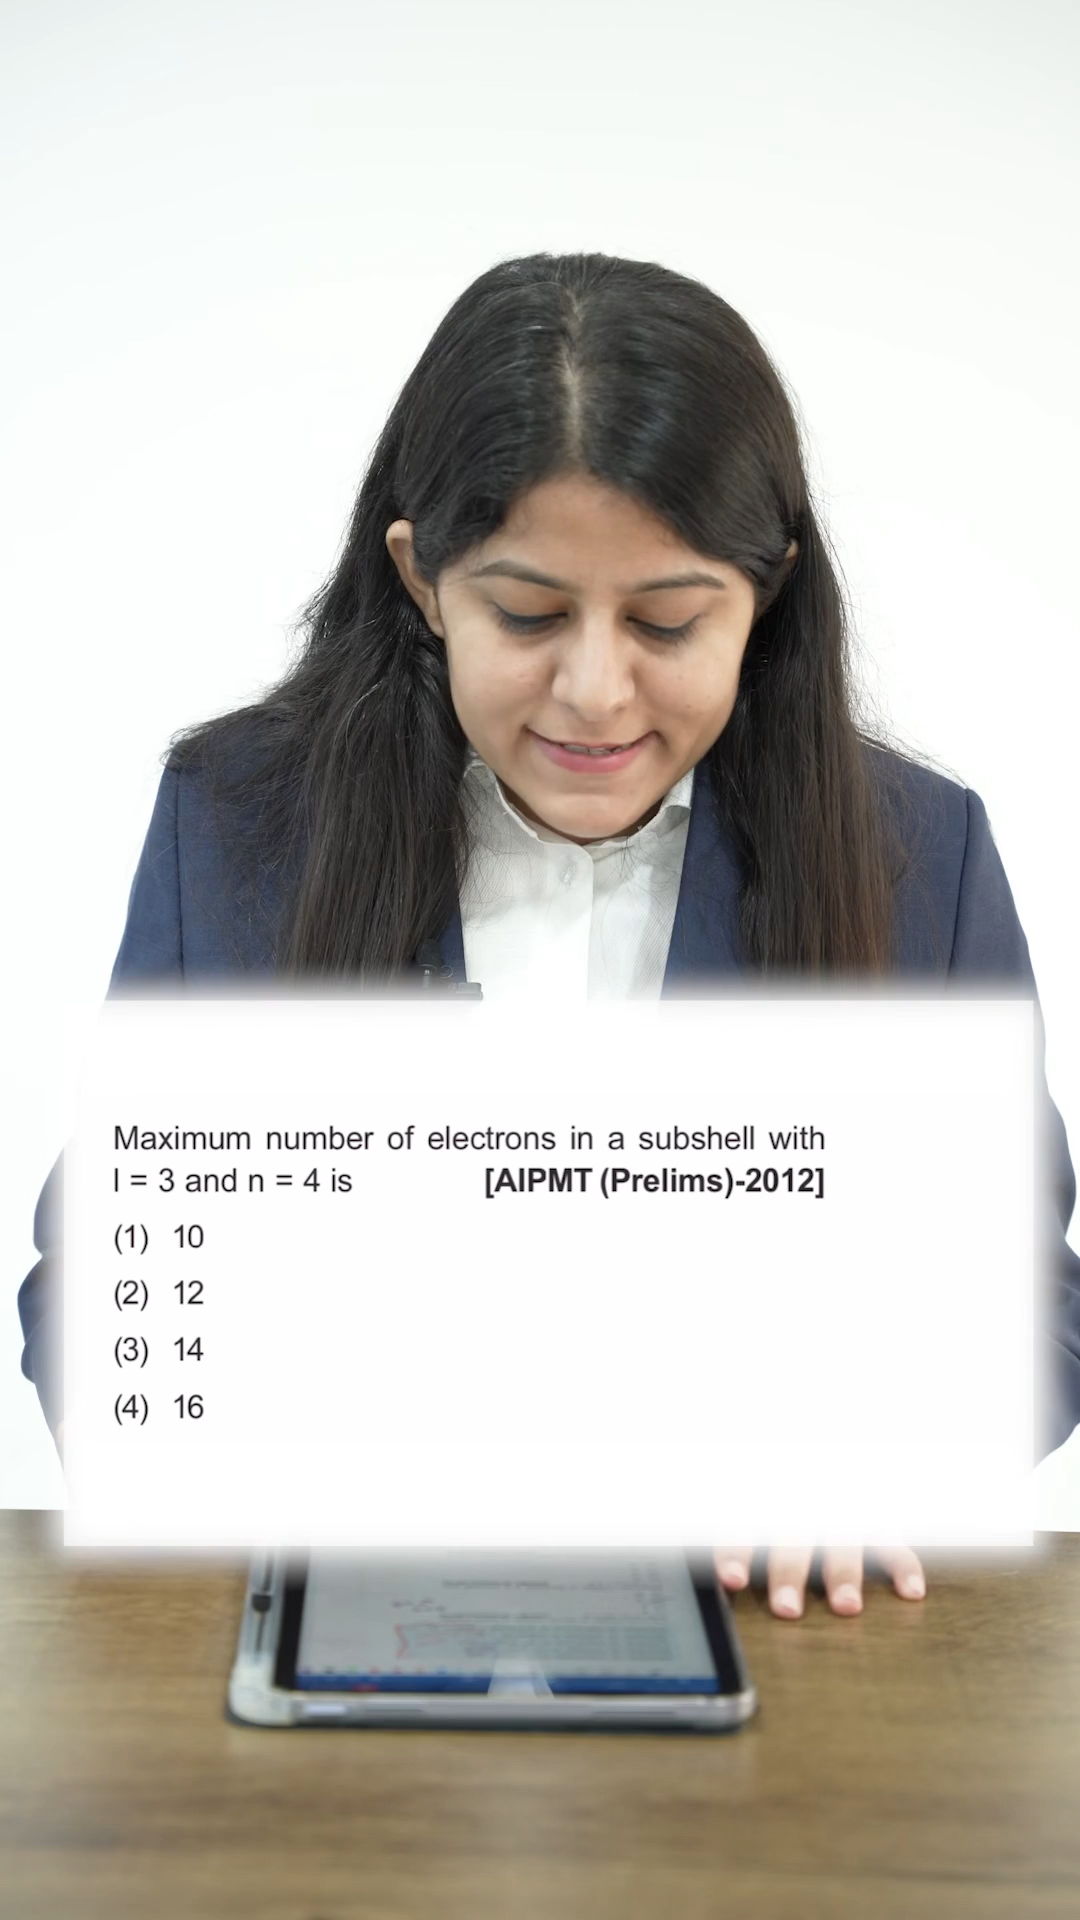 Maximum number of electrons in a subshell with
l = 3 and n = 4 is [AIPMT (Prelims)-2012]
(1) 10
(2) 12
(3) 14
(4) 16